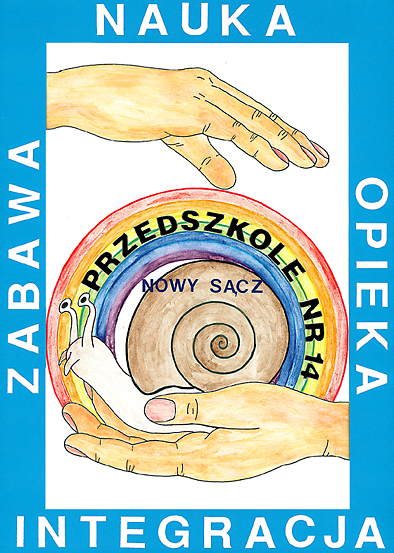 NAUKA
ZABAWA
OPIEKA
PRZEDSZKOLE NR 14
NOWY SĄCZ
INTEGRACJA